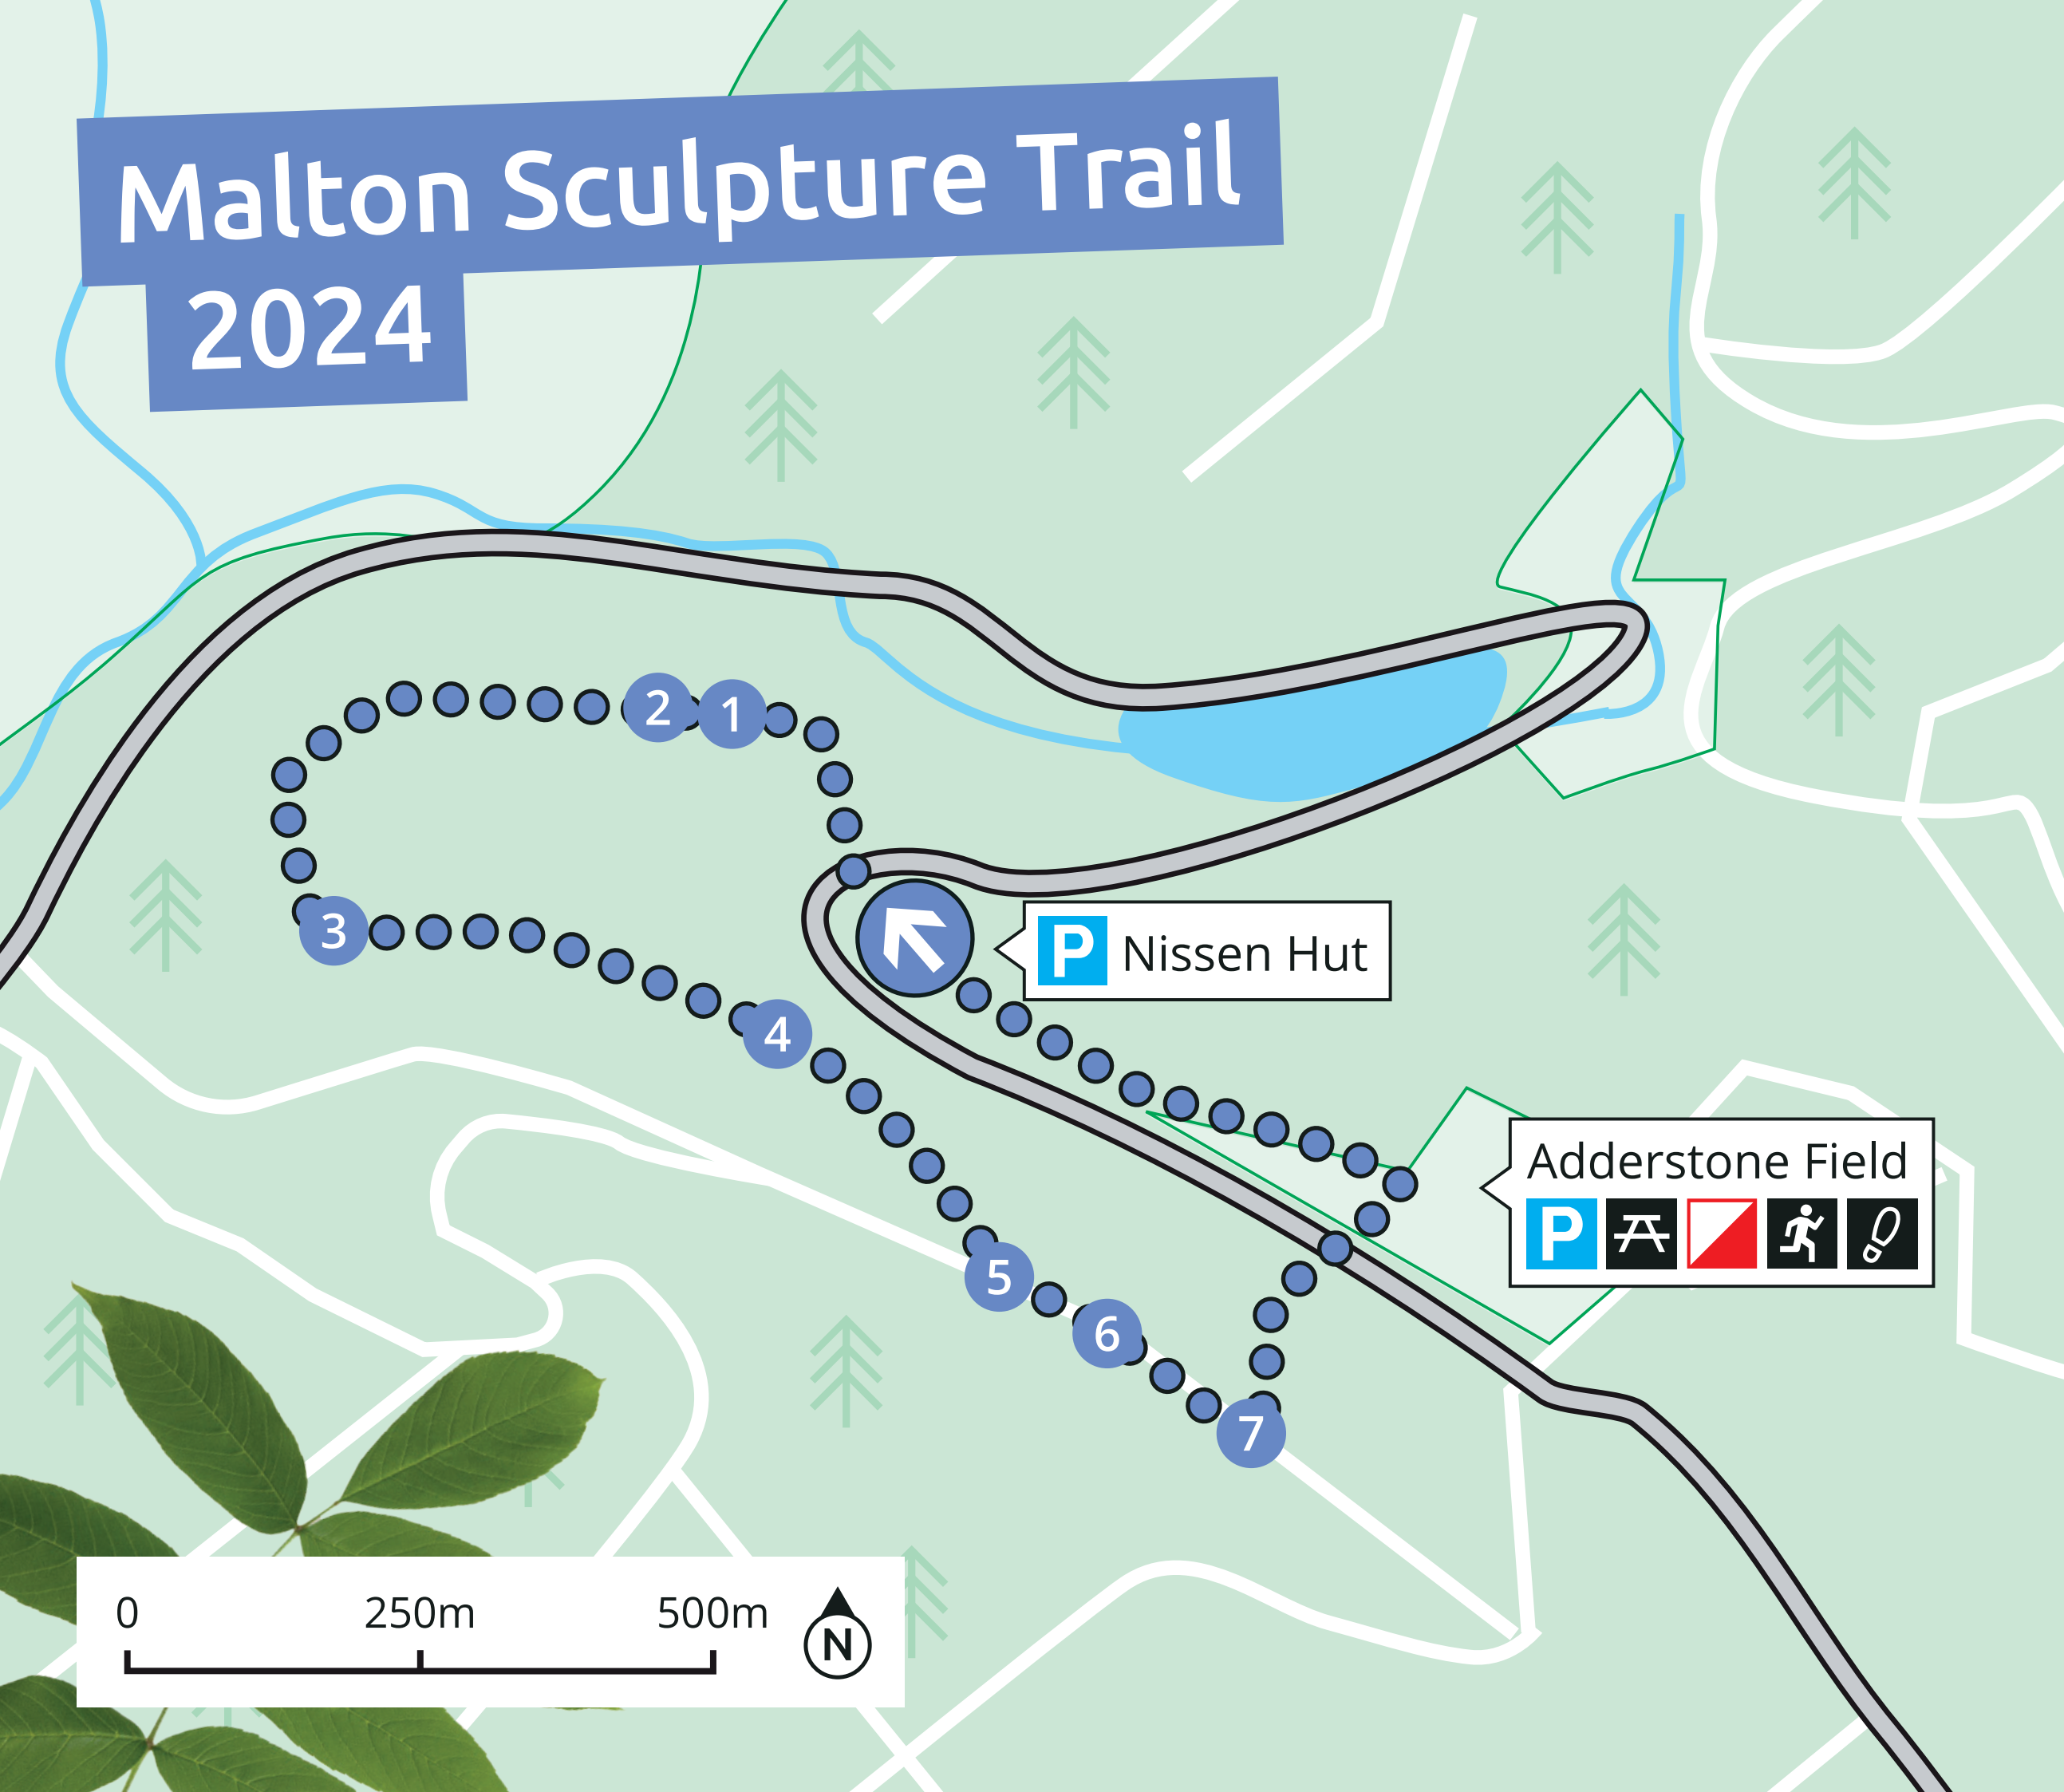 Malton Sculpture Trail
2024
2
1
3
P Nissen Hut
4
Adderstone Field
P
5
6
7
0 250m 500m
N